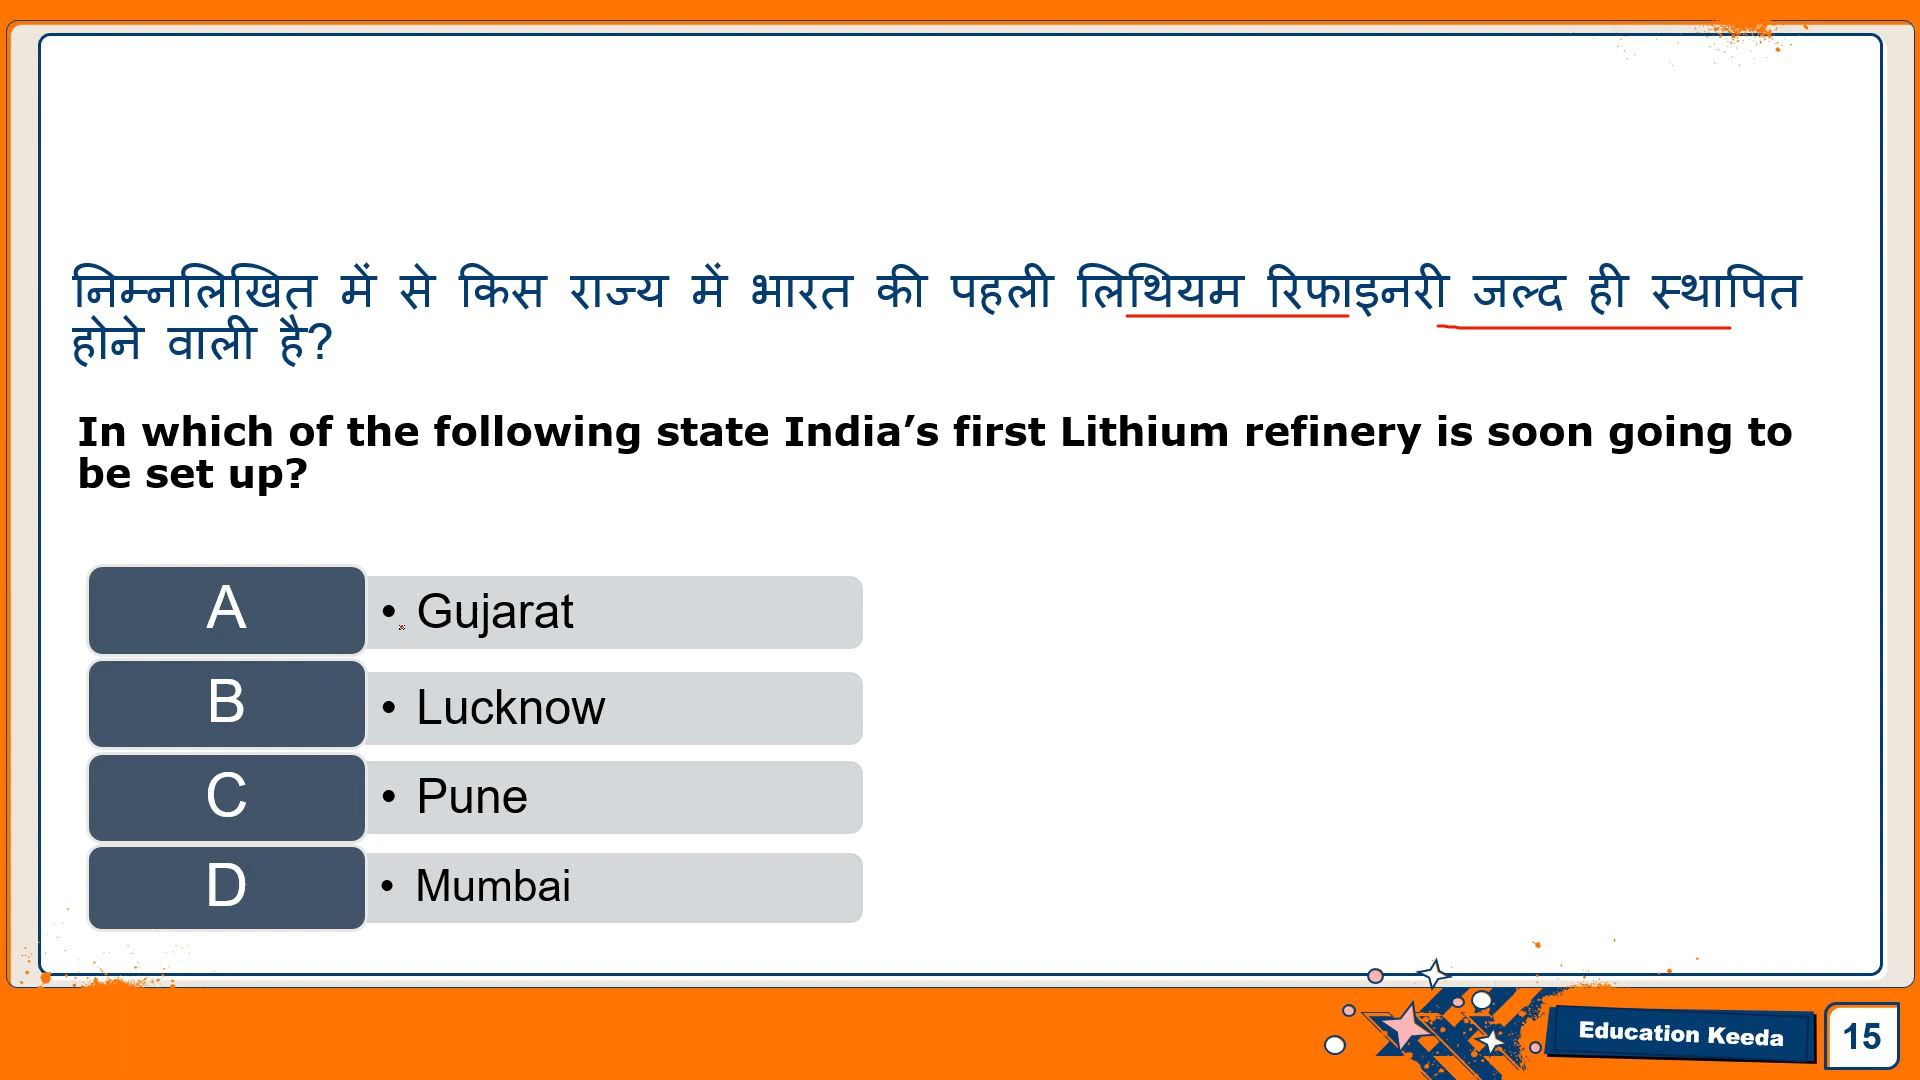 निम्नलिखित में से किस राज्य में भारत की पहली लिथियम रिफाइनरी जल्द ही स्थापित
होने वाली है?
In which of the following state India’s first Lithium refinery is soon going to
be set up?
A
• Gujarat
B
• Lucknow
C
• Pune
D
• Mumbai
Education Keeda
15